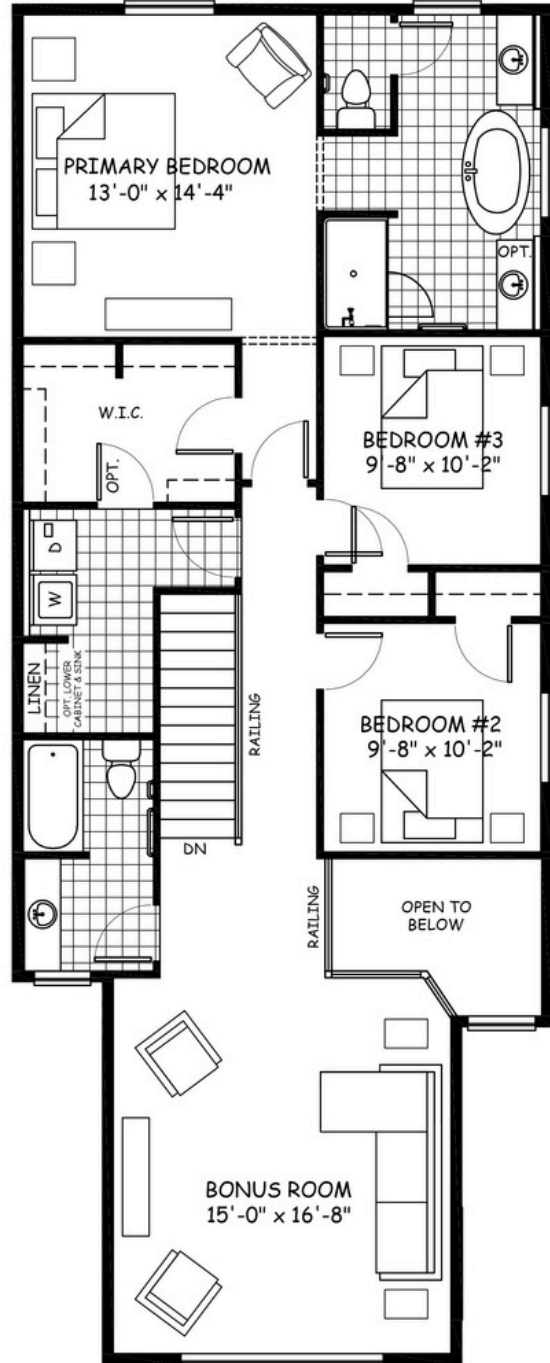 PRIMARY BEDROOM
13'-0" x 14'-4"
OPT.
W.I.C.
OPT.
BEDROOM #3
9'-8" x 10'-2"
D
W
LINEN
OPT. LOWER
CABINET & SINK
RAILING
BEDROOM #2
9'-8" x 10'-2"
DN
RAILING
OPEN TO
BELOW
BONUS ROOM
15'-0" x 16'-8"